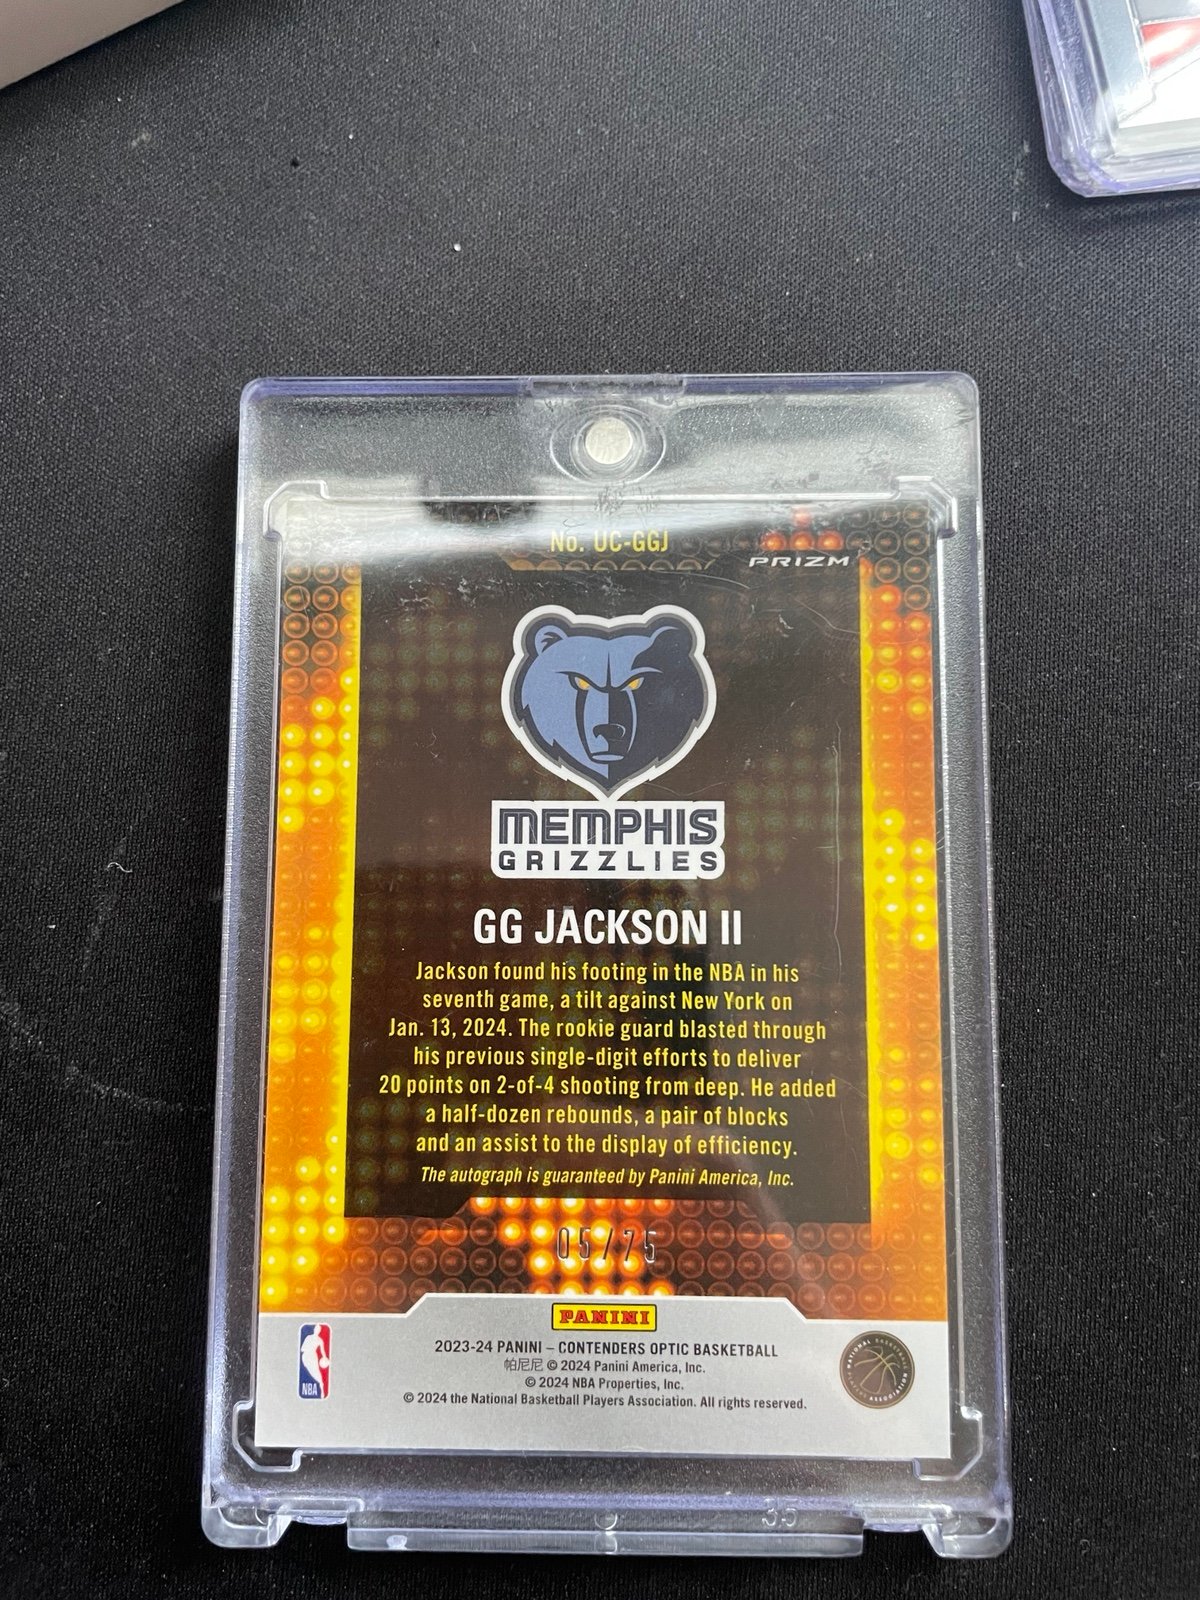 No. UC-GGJ
PRIZM
MEMPHIS
GRIZZLIES
GG JACKSON II
Jackson found his footing in the NBA in his
seventh game, a tilt against New York on
Jan. 13, 2024. The rookie guard blasted through
his previous single-digit efforts to deliver
20 points on 2-of-4 shooting from deep. He added
a half-dozen rebounds, a pair of blocks
and an assist to the display of efficiency.
The autograph is guaranteed by Panini America, Inc.
05/25
PANINI
2023-24 PANINI – CONTENDERS OPTIC BASKETBALL
帕尼尼 © 2024 Panini America, Inc.
© 2024 NBA Properties, Inc.
© 2024 the National Basketball Players Association. All rights reserved.
NBA
NATIONAL BASKETBALL PLAYERS ASSOCIATION
35